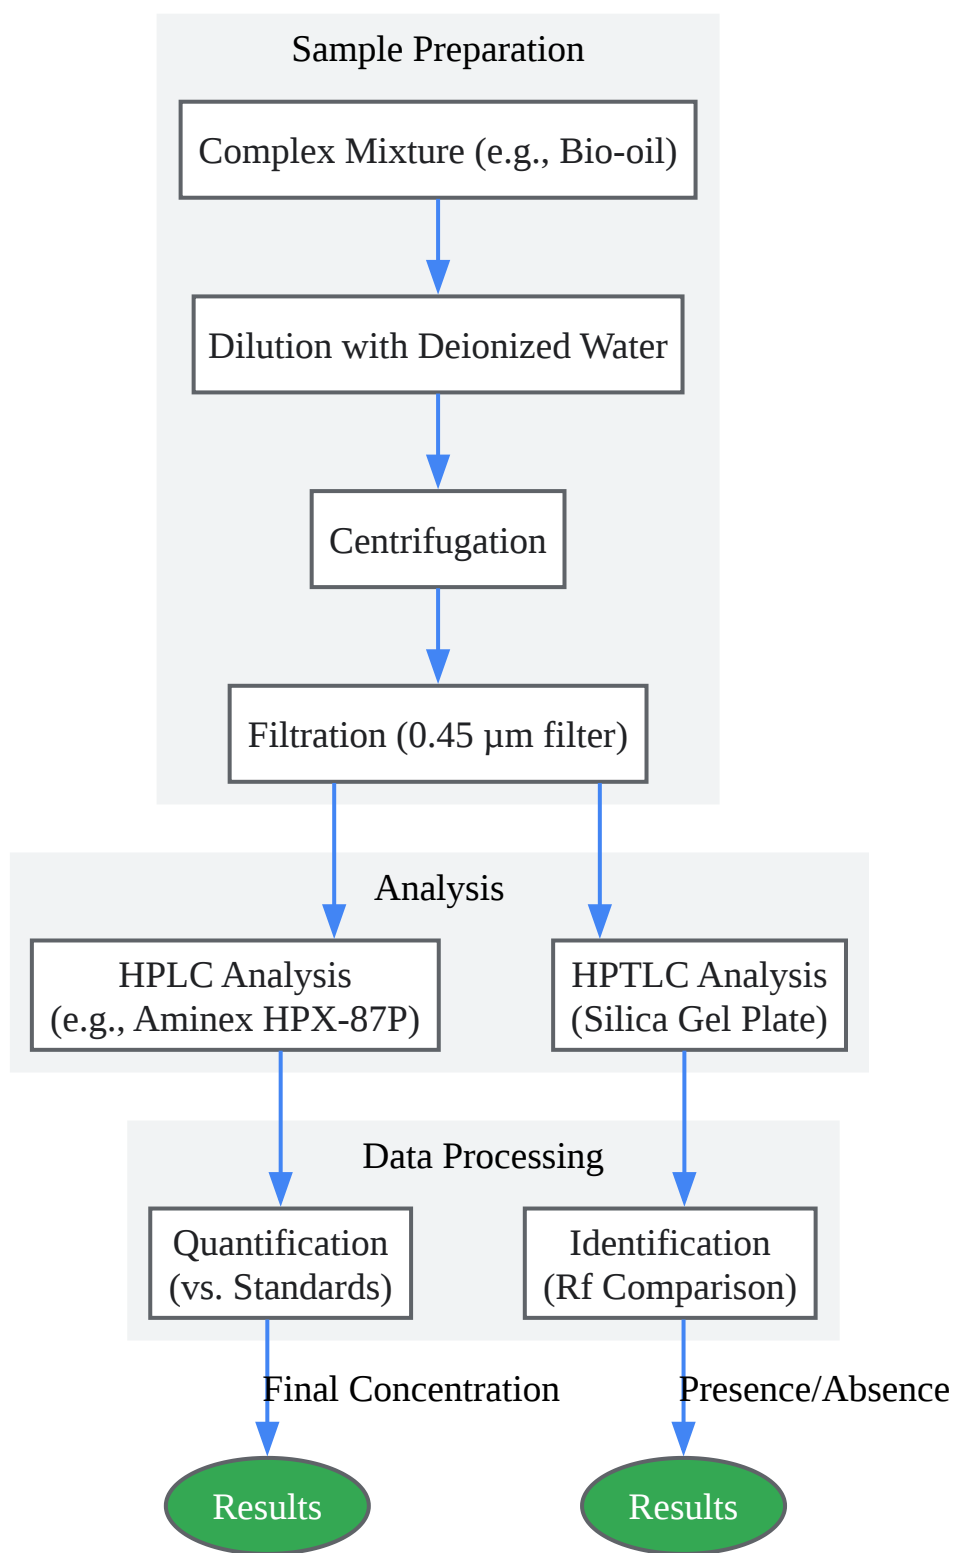 Sample Preparation
Complex Mixture (e.g., Bio-oil)
Dilution with Deionized Water
Centrifugation
Filtration (0.45 µm filter)
Analysis
HPLC Analysis
(e.g., Aminex HPX-87P)
HPTLC Analysis
(Silica Gel Plate)
Data Processing
Quantification
(vs. Standards)
Identification
(Rf Comparison)
Final Concentration
Presence/Absence
Results
Results